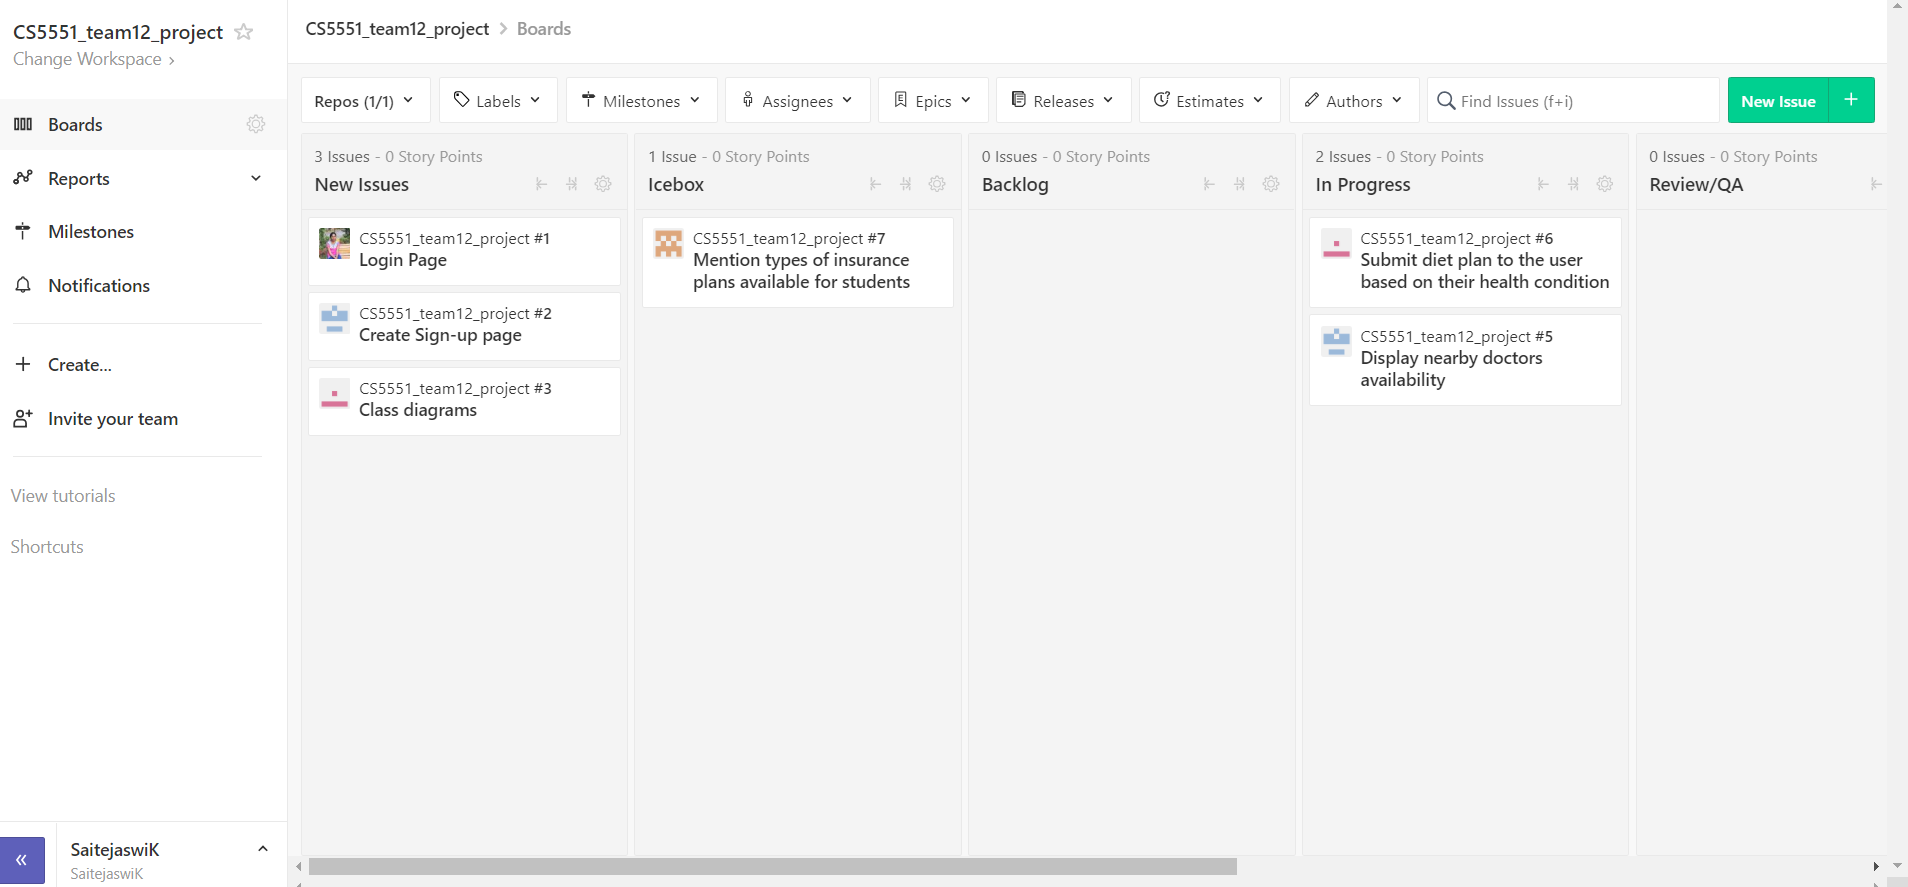 CS5551_team12_project
Change Workspace
Boards
Reports
Milestones
Notifications
Create...
Invite your team
View tutorials
Shortcuts
SaitejaswiK
SaitejaswiK
CS5551_team12_project > Boards
Repos (1/1) Labels Milestones Assignees Epics Releases Estimates Authors Find Issues (f+i) New Issue +
3 Issues - 0 Story Points
New Issues
CS5551_team12_project #1
Login Page
CS5551_team12_project #2
Create Sign-up page
CS5551_team12_project #3
Class diagrams
1 Issue - 0 Story Points
Icebox
CS5551_team12_project #7
Mention types of insurance
plans available for students
0 Issues - 0 Story Points
Backlog
2 Issues - 0 Story Points
In Progress
CS5551_team12_project #6
Submit diet plan to the user
based on their health condition
CS5551_team12_project #5
Display nearby doctors
availability
0 Issues - 0 Story Points
Review/QA